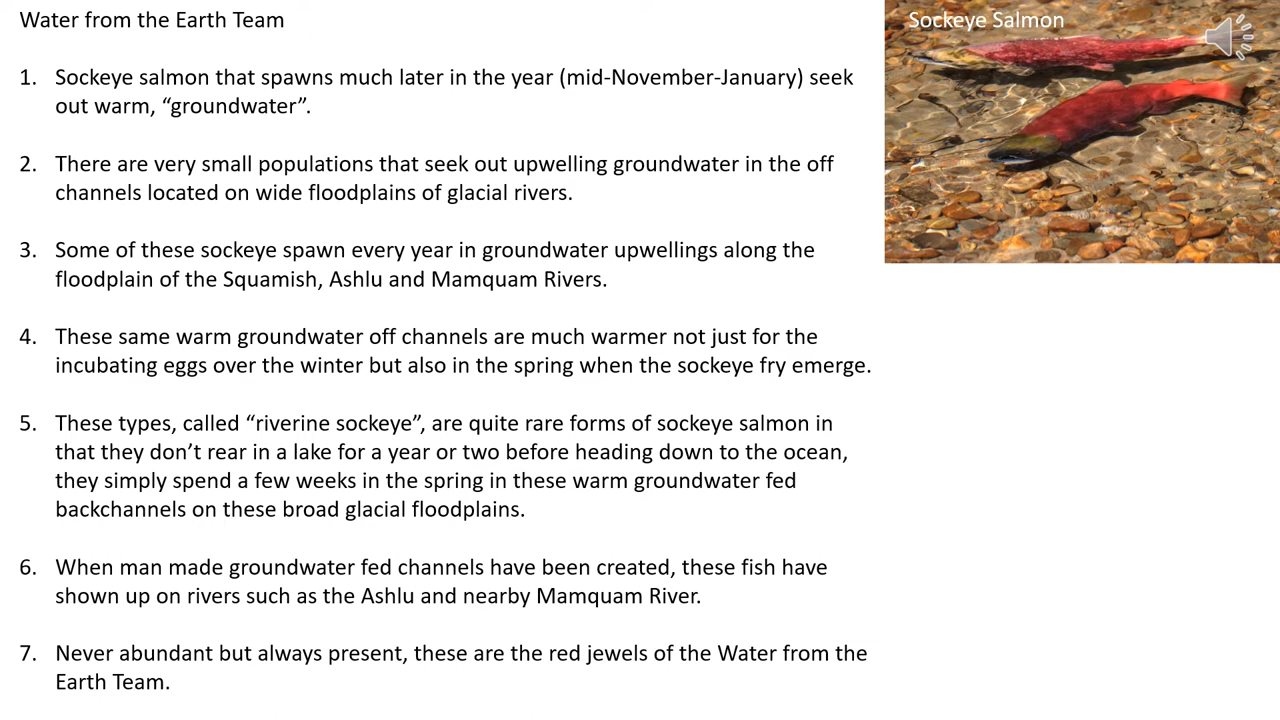 Water from the Earth Team
Sockeye Salmon
1. Sockeye salmon that spawns much later in the year (mid-November-January) seek
out warm, “groundwater”.
2. There are very small populations that seek out upwelling groundwater in the off
channels located on wide floodplains of glacial rivers.
3. Some of these sockeye spawn every year in groundwater upwellings along the
floodplain of the Squamish, Ashlu and Mamquam Rivers.
4. These same warm groundwater off channels are much warmer not just for the
incubating eggs over the winter but also in the spring when the sockeye fry emerge.
5. These types, called “riverine sockeye”, are quite rare forms of sockeye salmon in
that they don’t rear in a lake for a year or two before heading down to the ocean,
they simply spend a few weeks in the spring in these warm groundwater fed
backchannels on these broad glacial floodplains.
6. When man made groundwater fed channels have been created, these fish have
shown up on rivers such as the Ashlu and nearby Mamquam River.
7. Never abundant but always present, these are the red jewels of the Water from the
Earth Team.